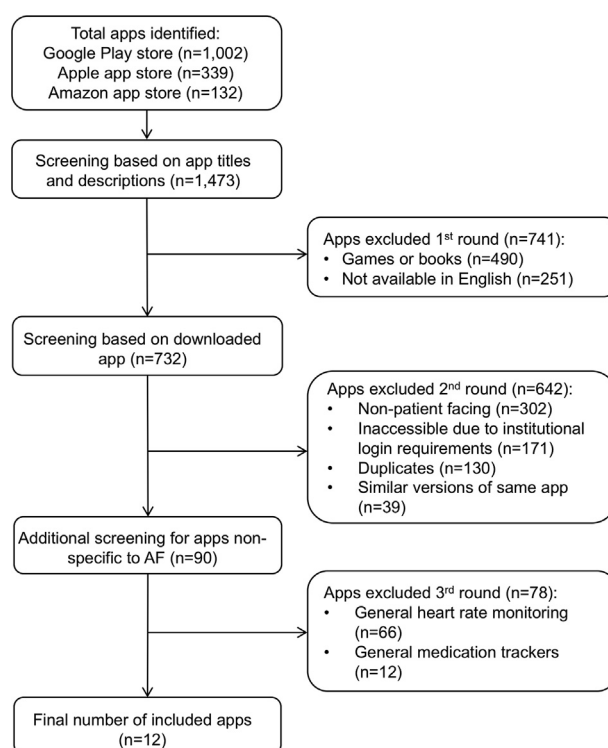 Total apps identified:
Google Play store (n=1,002)
Apple app store (n=339)
Amazon app store (n=132)
Screening based on app titles
and descriptions (n=1,473)
Apps excluded 1st round (n=741):
• Games or books (n=490)
• Not available in English (n=251)
Screening based on downloaded
app (n=732)
Apps excluded 2nd round (n=642):
• Non-patient facing (n=302)
• Inaccessible due to institutional
login requirements (n=171)
• Duplicates (n=130)
• Similar versions of same app
(n=39)
Additional screening for apps non-
specific to AF (n=90)
Apps excluded 3rd round (n=78):
• General heart rate monitoring
(n=66)
• General medication trackers
(n=12)
Final number of included apps
(n=12)